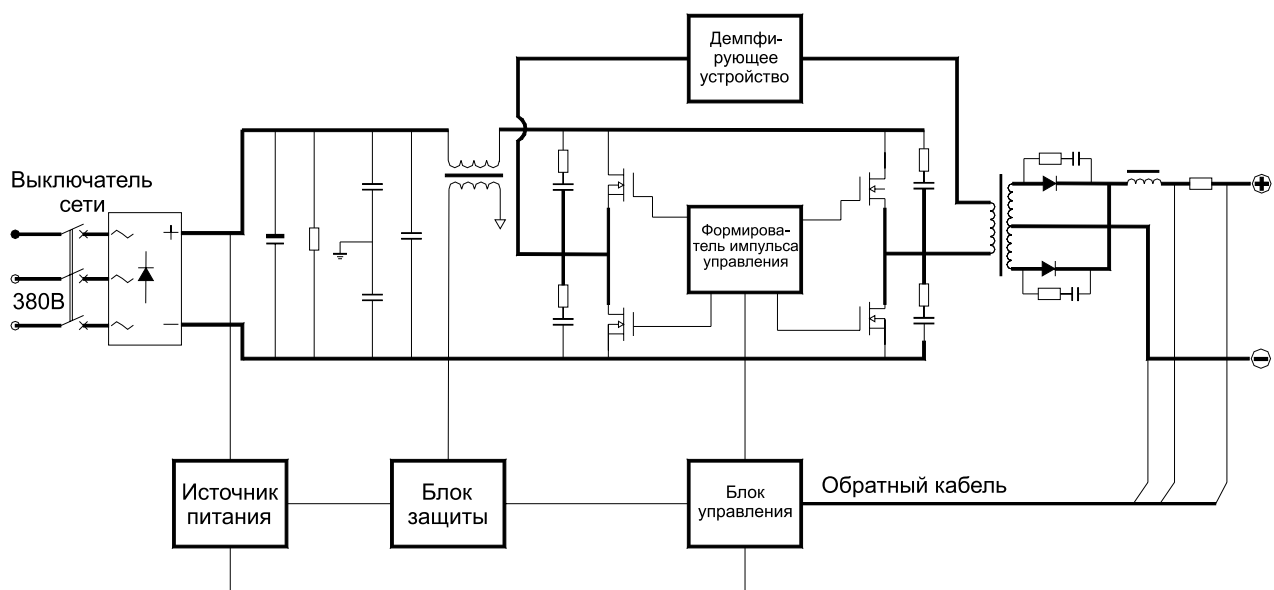 Демпфи-
рующее
устройство
Выключатель
сети
380В
+
−
Формирова-
тель импульса
управления
+
−
Источник
питания
Блок
защиты
Блок
управления
Обратный кабель